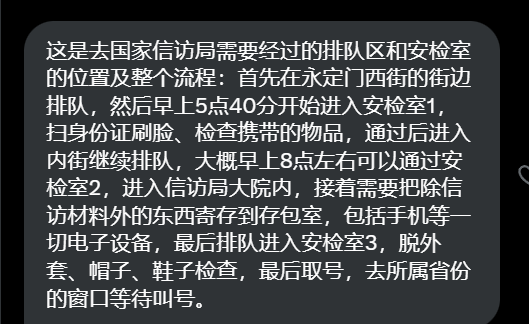 这是去国家信访局需要经过的排队区和安检室
的位置及整个流程：首先在永定门西街的街边
排队，然后早上5点40分开始进入安检室1，
扫身份证刷脸、检查携带的物品，通过后进入
内街继续排队，大概早上8点左右可以通过安
检室2，进入信访局大院内，接着需要把除信
访材料外的东西寄存到存包室，包括手机等一
切电子设备，最后排队进入安检室3，脱外
套、帽子、鞋子检查，最后取号，去所属省份
的窗口等待叫号。